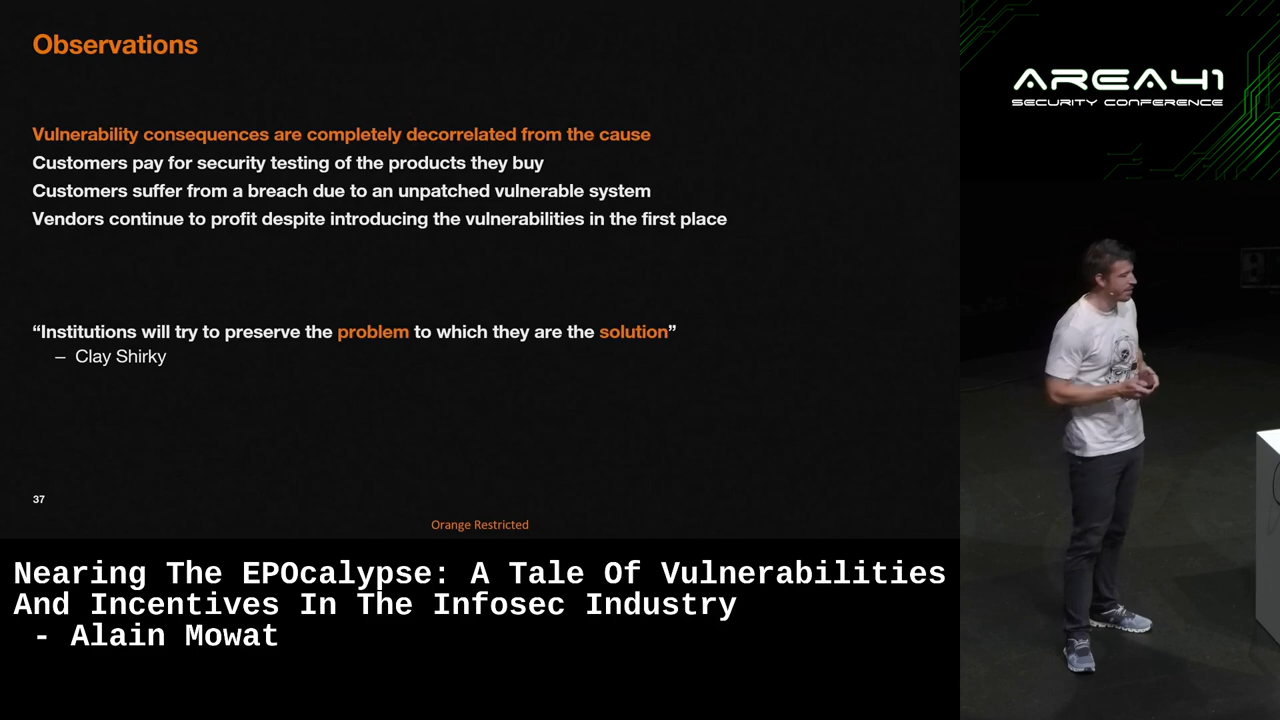 Observations
Vulnerability consequences are completely decorrelated from the cause
Customers pay for security testing of the products they buy
Customers suffer from a breach due to an unpatched vulnerable system
Vendors continue to profit despite introducing the vulnerabilities in the first place
“Institutions will try to preserve the problem to which they are the solution”
– Clay Shirky
37
Orange Restricted
AREA41
SECURITY CONFERENCE
Nearing The EPOcalypse: A Tale Of Vulnerabilities
And Incentives In The Infosec Industry
- Alain Mowat